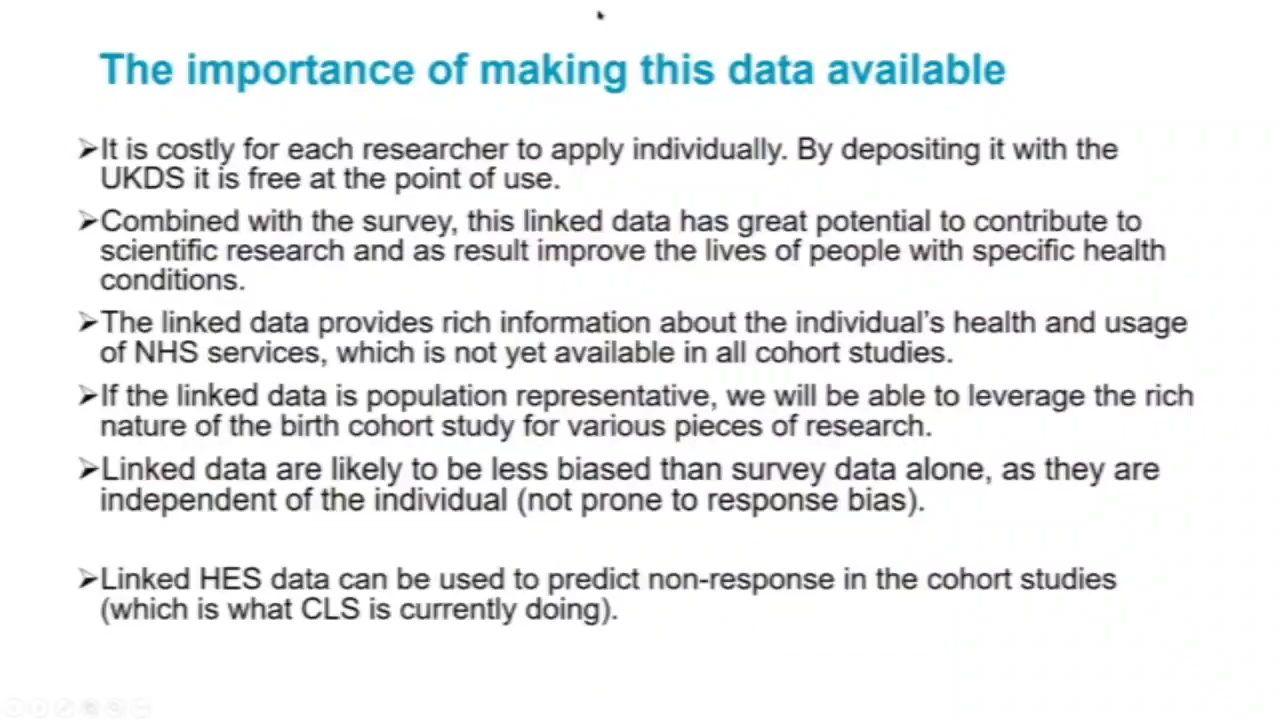 The importance of making this data available
➢It is costly for each researcher to apply individually. By depositing it with the
UKDS it is free at the point of use.
➢Combined with the survey, this linked data has great potential to contribute to
scientific research and as result improve the lives of people with specific health
conditions.
➢The linked data provides rich information about the individual’s health and usage
of NHS services, which is not yet available in all cohort studies.
➢If the linked data is population representative, we will be able to leverage the rich
nature of the birth cohort study for various pieces of research.
➢Linked data are likely to be less biased than survey data alone, as they are
independent of the individual (not prone to response bias).
➢Linked HES data can be used to predict non-response in the cohort studies
(which is what CLS is currently doing).